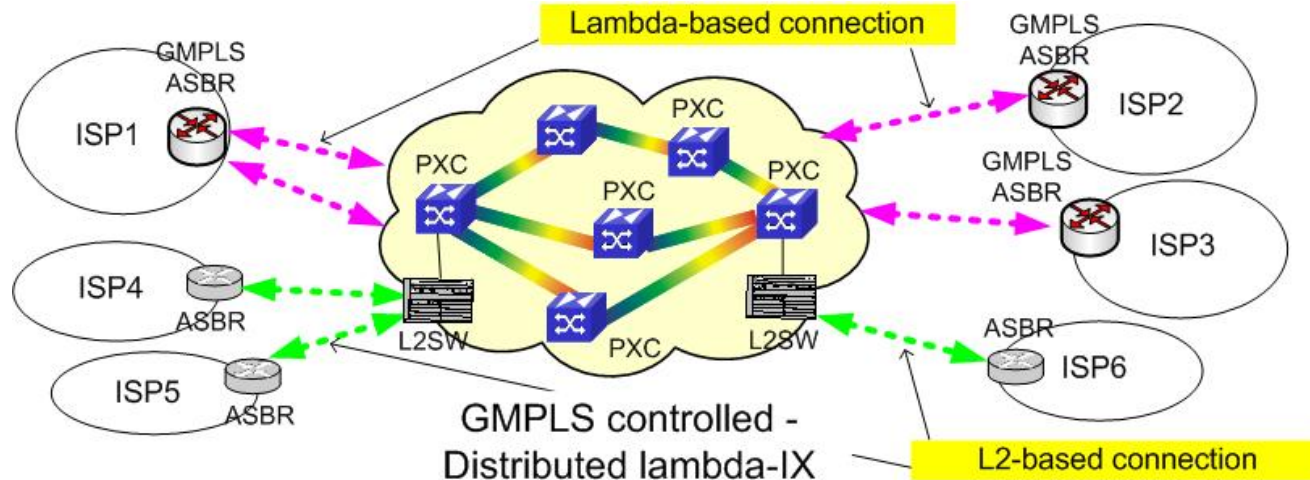 Lambda-based connection
GMPLS
ASBR
ISP1
GMPLS
ASBR
ISP2
PXC
PXC
PXC
GMPLS
ASBR
ISP3
PXC
ISP4
ASBR
L2SW
PXC
L2SW
ASBR
ISP6
ISP5
ASBR
GMPLS controlled -
Distributed lambda-IX
L2-based connection